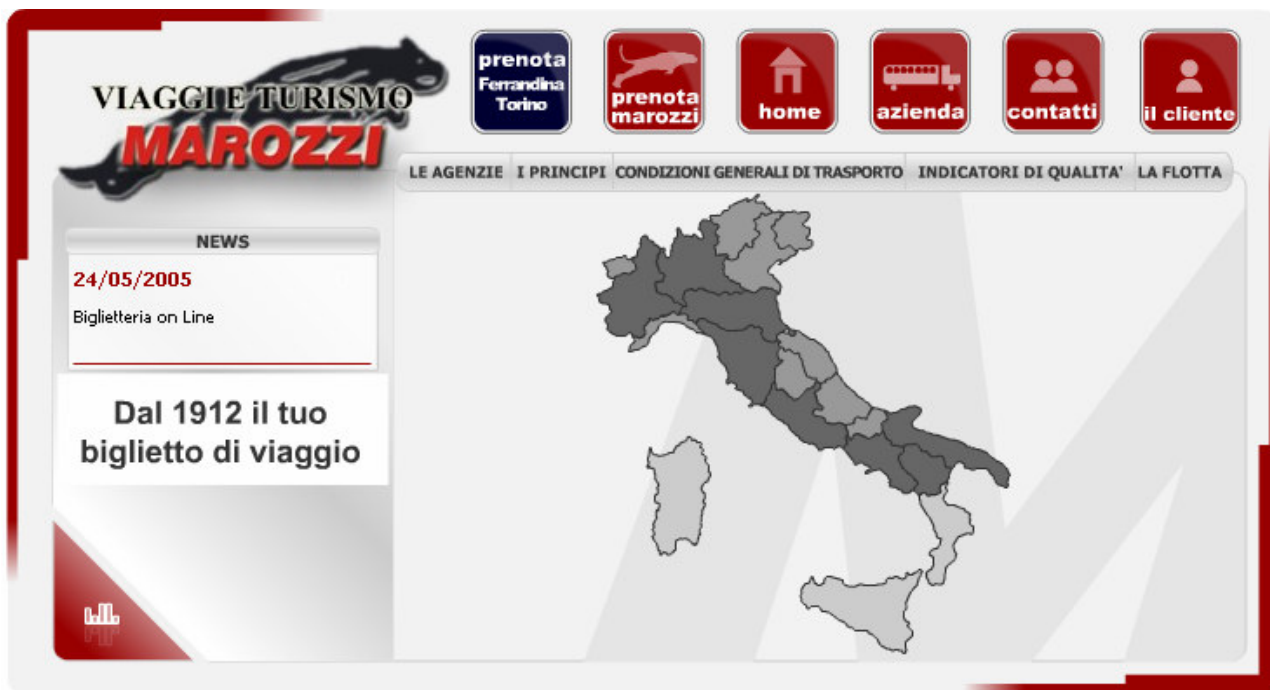 VIAGGI E TURISMO
MAROZZI
prenota
Ferrandina
Torino
prenota
marozzi
home
azienda
contatti
il cliente
LE AGENZIE I PRINCIPI CONDIZIONI GENERALI DI TRASPORTO INDICATORI DI QUALITA' LA FLOTTA
NEWS
24/05/2005
Biglietteria on Line
Dal 1912 il tuo
biglietto di viaggio